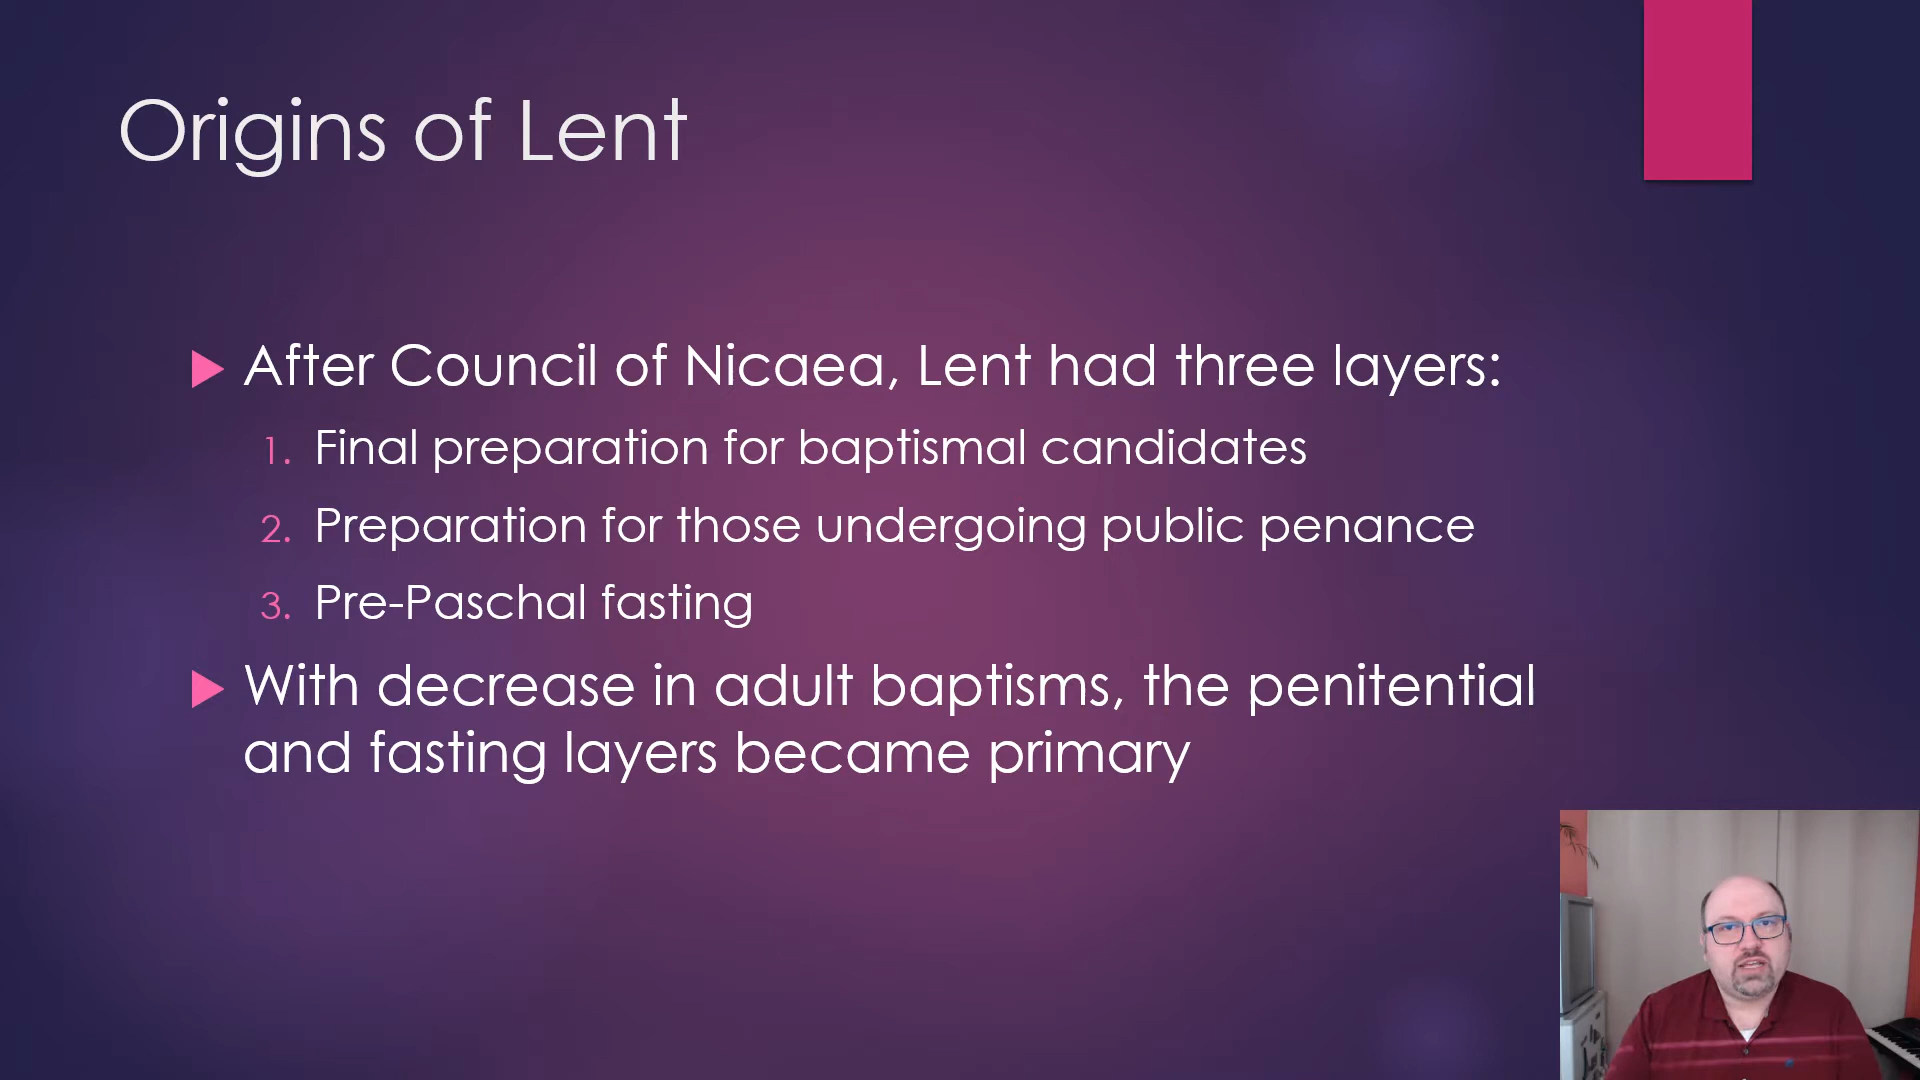 Origins of Lent
After Council of Nicaea, Lent had three layers:
1. Final preparation for baptismal candidates
2. Preparation for those undergoing public penance
3. Pre-Paschal fasting
With decrease in adult baptisms, the penitential
and fasting layers became primary